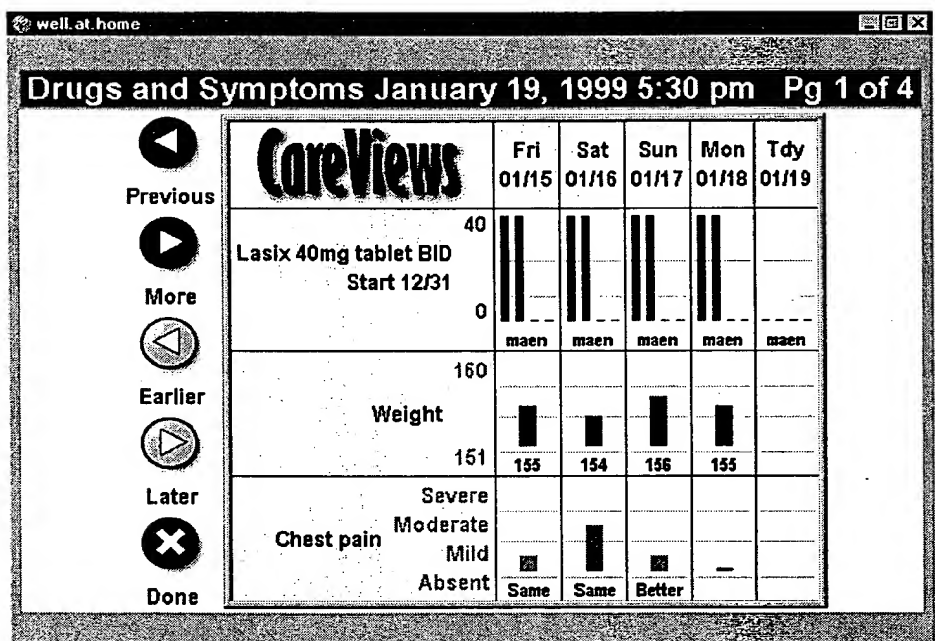 well.at.home
Drugs and Symptoms January 19, 1999 5:30 pm Pg 1 of 4
Previous
More
Earlier
Later
Done
CareViews
Fri Sat Sun Mon Tdy
01/15 01/16 01/17 01/18 01/19
40
Lasix 40mg tablet BID
Start 12/31
0
maen maen maen maen maen
160
Weight
151
155 154 156 155
Severe
Moderate
Chest pain
Mild
Absent
Same Same Better